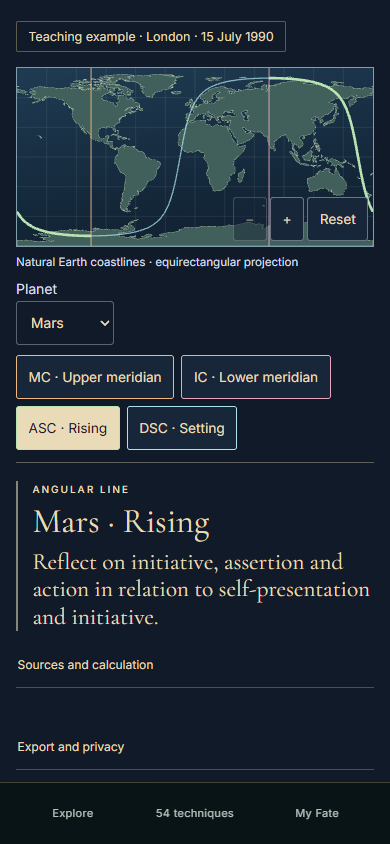 Teaching example · London · 15 July 1990
−
+
Reset
Natural Earth coastlines · equirectangular projection
Planet
Mars
MC · Upper meridian
IC · Lower meridian
ASC · Rising
DSC · Setting
ANGULAR LINE
Mars · Rising
Reflect on initiative, assertion and
action in relation to self-presentation
and initiative.
Sources and calculation
Export and privacy
Explore
54 techniques
My Fate